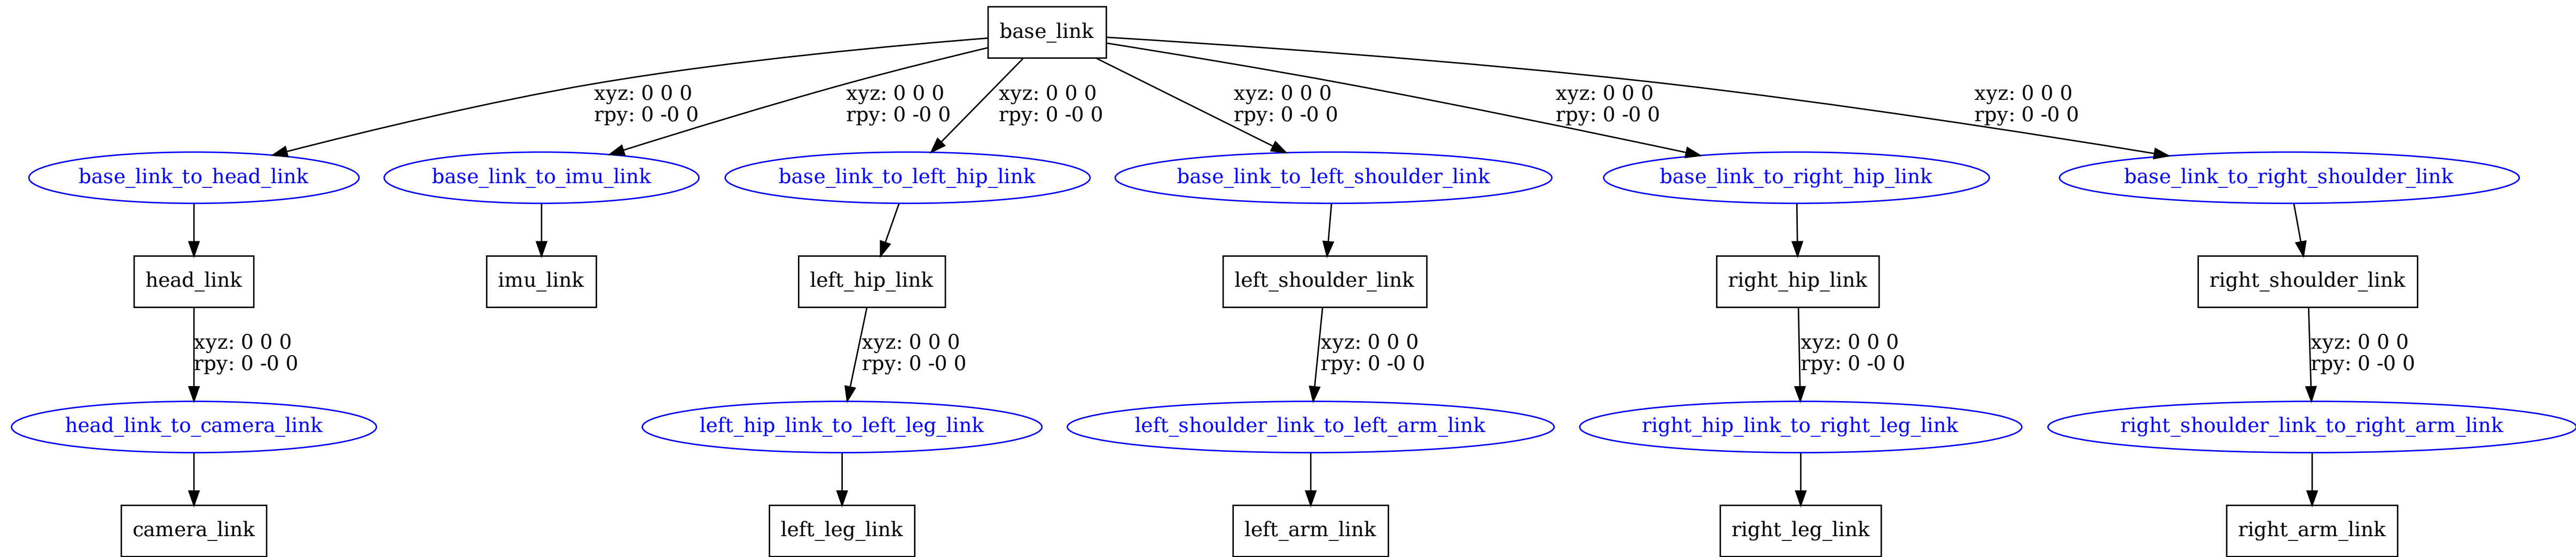 base_link
xyz: 0 0 0
rpy: 0 -0 0
xyz: 0 0 0
rpy: 0 -0 0
xyz: 0 0 0
rpy: 0 -0 0
xyz: 0 0 0
rpy: 0 -0 0
xyz: 0 0 0
rpy: 0 -0 0
xyz: 0 0 0
rpy: 0 -0 0
base_link_to_head_link
base_link_to_imu_link
base_link_to_left_hip_link
base_link_to_left_shoulder_link
base_link_to_right_hip_link
base_link_to_right_shoulder_link
head_link
imu_link
left_hip_link
left_shoulder_link
right_hip_link
right_shoulder_link
xyz: 0 0 0
rpy: 0 -0 0
xyz: 0 0 0
rpy: 0 -0 0
xyz: 0 0 0
rpy: 0 -0 0
xyz: 0 0 0
rpy: 0 -0 0
xyz: 0 0 0
rpy: 0 -0 0
head_link_to_camera_link
left_hip_link_to_left_leg_link
left_shoulder_link_to_left_arm_link
right_hip_link_to_right_leg_link
right_shoulder_link_to_right_arm_link
camera_link
left_leg_link
left_arm_link
right_leg_link
right_arm_link